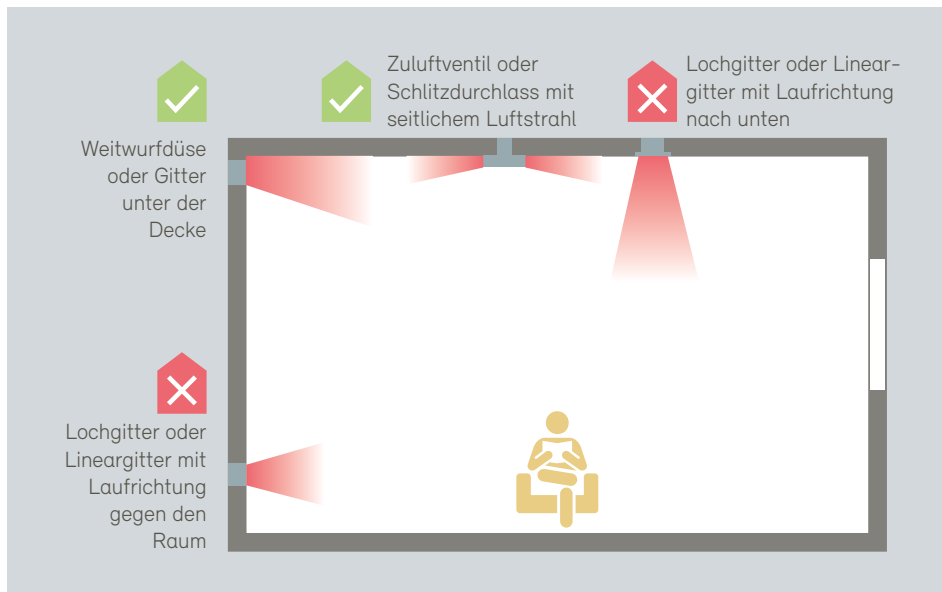 Weitwurfdüse
oder Gitter
unter der
Decke
Zuluftventil oder
Schlitzdurchlass mit
seitlichem Luftstrahl
Lochgitter oder Linear-
gitter mit Laufrichtung
nach unten
Lochgitter oder
Lineargitter mit
Laufrichtung
gegen den
Raum